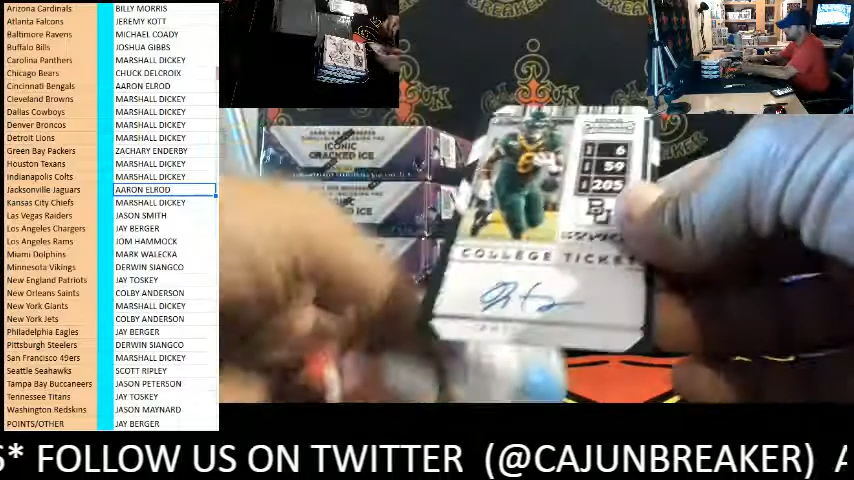 Arizona Cardinals BILLY MORRIS
Atlanta Falcons JEREMY KOTT
Baltimore Ravens MICHAEL COADY
Buffalo Bills JOSHUA GIBBS
Carolina Panthers MARSHALL DICKEY
Chicago Bears CHUCK DELCROIX
Cincinnati Bengals AARON ELROD
Cleveland Browns MARSHALL DICKEY
Dallas Cowboys MARSHALL DICKEY
Denver Broncos MARSHALL DICKEY
Detroit Lions MARSHALL DICKEY
Green Bay Packers ZACHARY ENDERBY
Houston Texans MARSHALL DICKEY
Indianapolis Colts MARSHALL DICKEY
Jacksonville Jaguars AARON ELROD
Kansas City Chiefs MARSHALL DICKEY
Las Vegas Raiders JASON SMITH
Los Angeles Chargers JAY BERGER
Los Angeles Rams JOM HAMMOCK
Miami Dolphins MARK WALECKA
Minnesota Vikings DERWIN SIANGCO
New England Patriots JAY TOSKEY
New Orleans Saints COLBY ANDERSON
New York Giants MARSHALL DICKEY
New York Jets COLBY ANDERSON
Philadelphia Eagles JAY BERGER
Pittsburgh Steelers DERWIN SIANGCO
San Francisco 49ers MARSHALL DICKEY
Seattle Seahawks SCOTT RIPLEY
Tampa Bay Buccaneers JASON PETERSON
Tennessee Titans JAY TOSKEY
Washington Redskins JASON MAYNARD
POINTS/OTHER JAY BERGER
BREAKER
CAJUN
BREAKER
ICONIC
CRACKED ICE
6
59
205
BU
COLLEGE TICKET
S* FOLLOW US ON TWITTER (@CAJUNBREAKER)